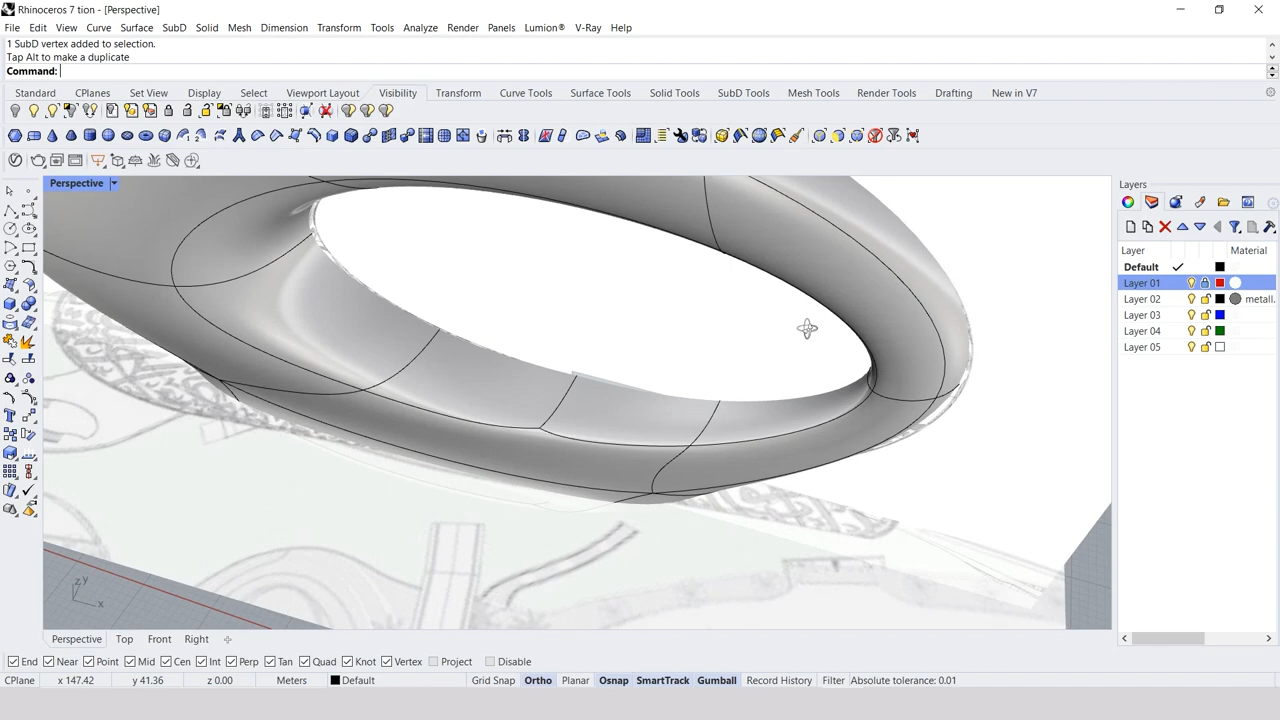 Rhinoceros 7 tion - [Perspective]
File Edit View Curve Surface Solid SubD Mesh Dimension Transform Tools Analyze Render Panels Lumion® V-Ray Help
1 SubD vertex added to selection.
Tap Alt to make a duplicate
Command:
Standard CPlanes Set View Display Select Viewport Layout Visibility Transform Curve Tools Surface Tools Solid Tools SubD Tools Mesh Tools Render Tools Drafting New in V7
Perspective
Layers
Layer Material
Default
Layer 01
Layer 02 metall.
Layer 03
Layer 04
Layer 05
z y
x
Perspective Top Front Right
End Near Point Mid Cen Int Perp Tan Quad Knot Vertex Project Disable
CPlane x 147.42 y 41.36 z 0.00 Meters Default Grid Snap Ortho Planar Osnap SmartTrack Gumball Record History Filter Absolute tolerance: 0.01